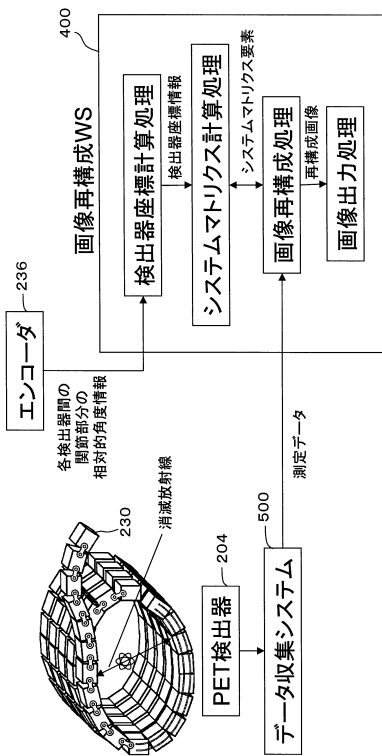 230
消滅放射線
エンコーダ
236
各検出器間の
関節部分の
相対的角度情報
PET検出器
204
データ収集システム
500
測定データ
400
画像再構成WS
検出器座標計算処理
検出器座標情報
システムマトリクス計算処理
システムマトリクス要素
画像再構成処理
再構成画像
画像出力処理